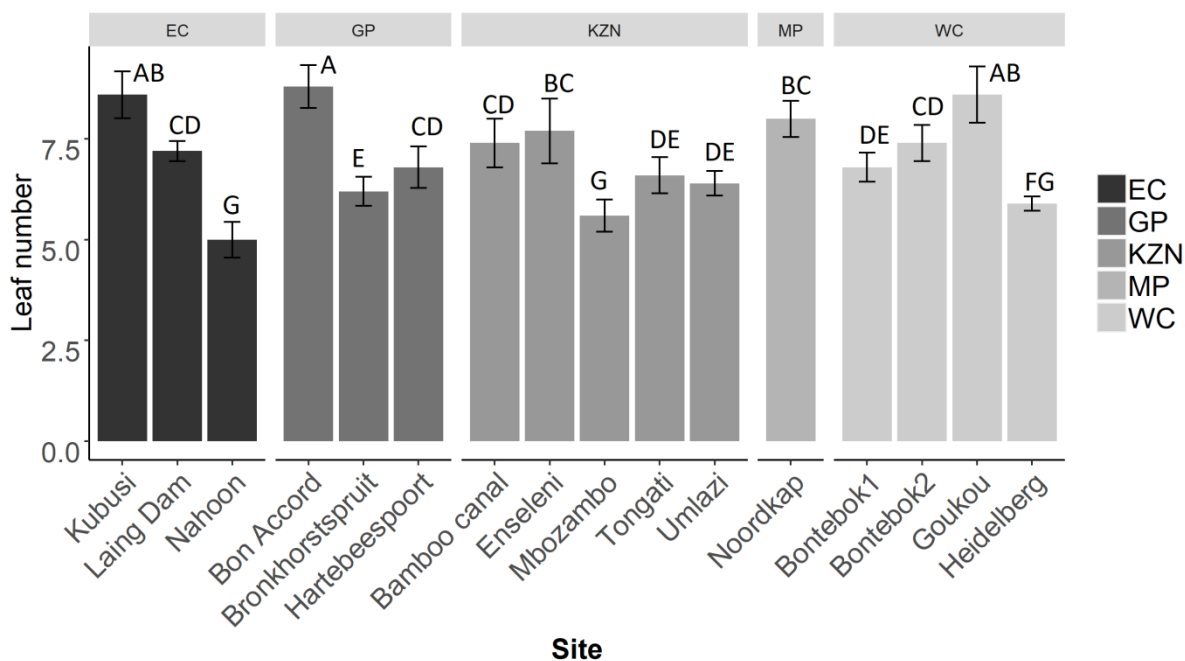 EC GP KZN MP WC
AB A CD BC BC AB
CD E CD DE DE DE CD
G G FG
Leaf number
7.5
5.0
2.5
0.0
EC
GP
KZN
MP
WC
Kubusi
Laing Dam
Nahoon
Bon Accord
Bronkhorstspruit
Hartebeespoort
Bamboo canal
Enseleni
Mbozambo
Tongati
Umlazi
Noordkap
Bontebok1
Bontebok2
Goukou
Heidelberg
Site